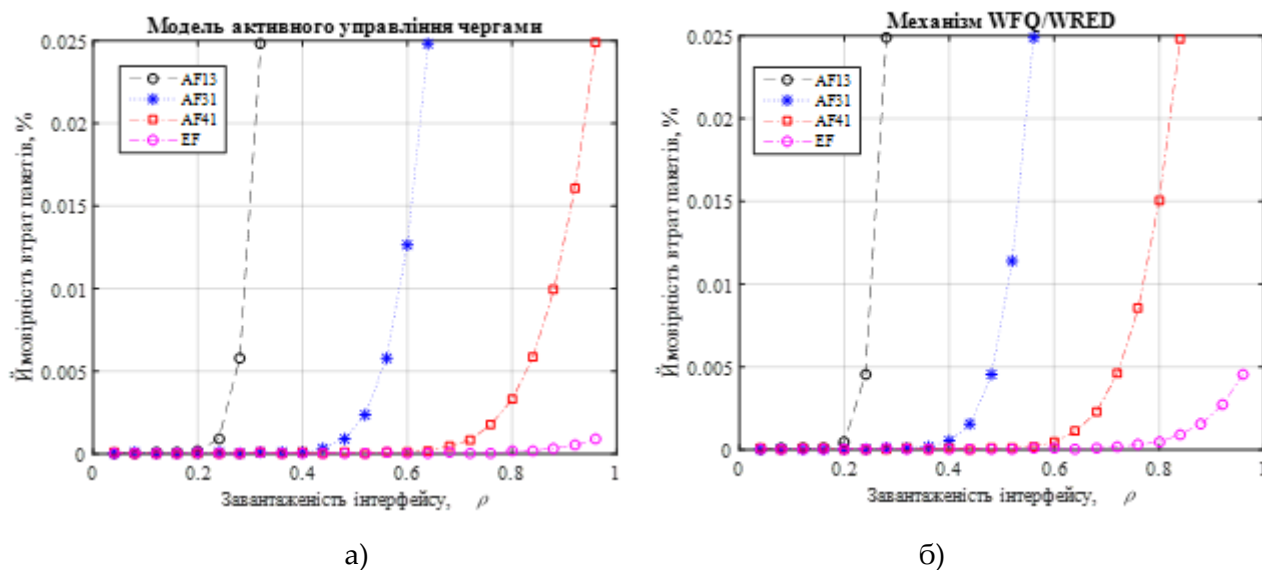 Модель активного управління чергами
0.025
0.02
0.015
0.01
0.005
0
AF13
AF31
AF41
EF
Ймовірність втрат пакетів, %
0 0.2 0.4 0.6 0.8 1
Завантаженість інтерфейсу, ρ
а)
Механізм WFQ/WRED
0.025
0.02
0.015
0.01
0.005
0
AF13
AF31
AF41
EF
Ймовірність втрат пакетів, %
0 0.2 0.4 0.6 0.8 1
Завантаженість інтерфейсу, ρ
б)